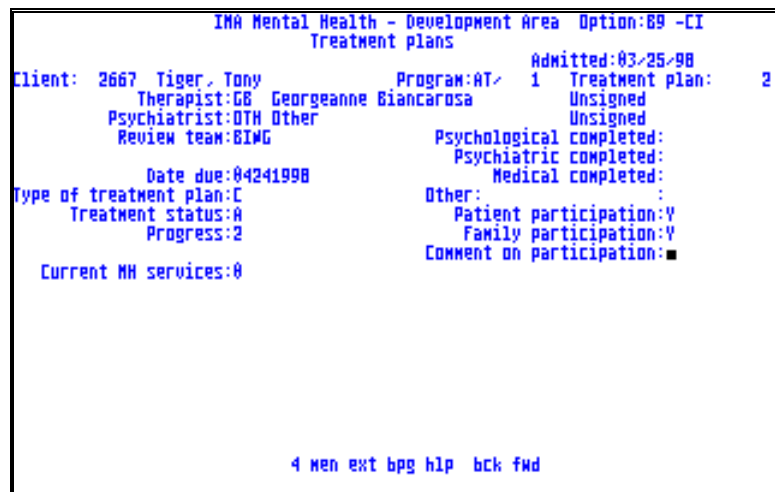 IMA Mental Health - Development Area Option:B9 -CI
Treatment plans
Admitted:03/25/98
Client: 2667 Tiger, Tony Program:AT/ 1 Treatment plan: 2
Therapist:GB Georgeanne Biancarosa Unsigned
Psychiatrist:OTH Other Unsigned
Review team:BIWG Psychological completed:
Psychiatric completed:
Date due:04241998 Medical completed:
Type of treatment plan:C Other: :
Treatment status:A Patient participation:Y
Progress:2 Family participation:Y
Comment on participation:
Current MH services:0
4 men ext bpg hlp bck fwd